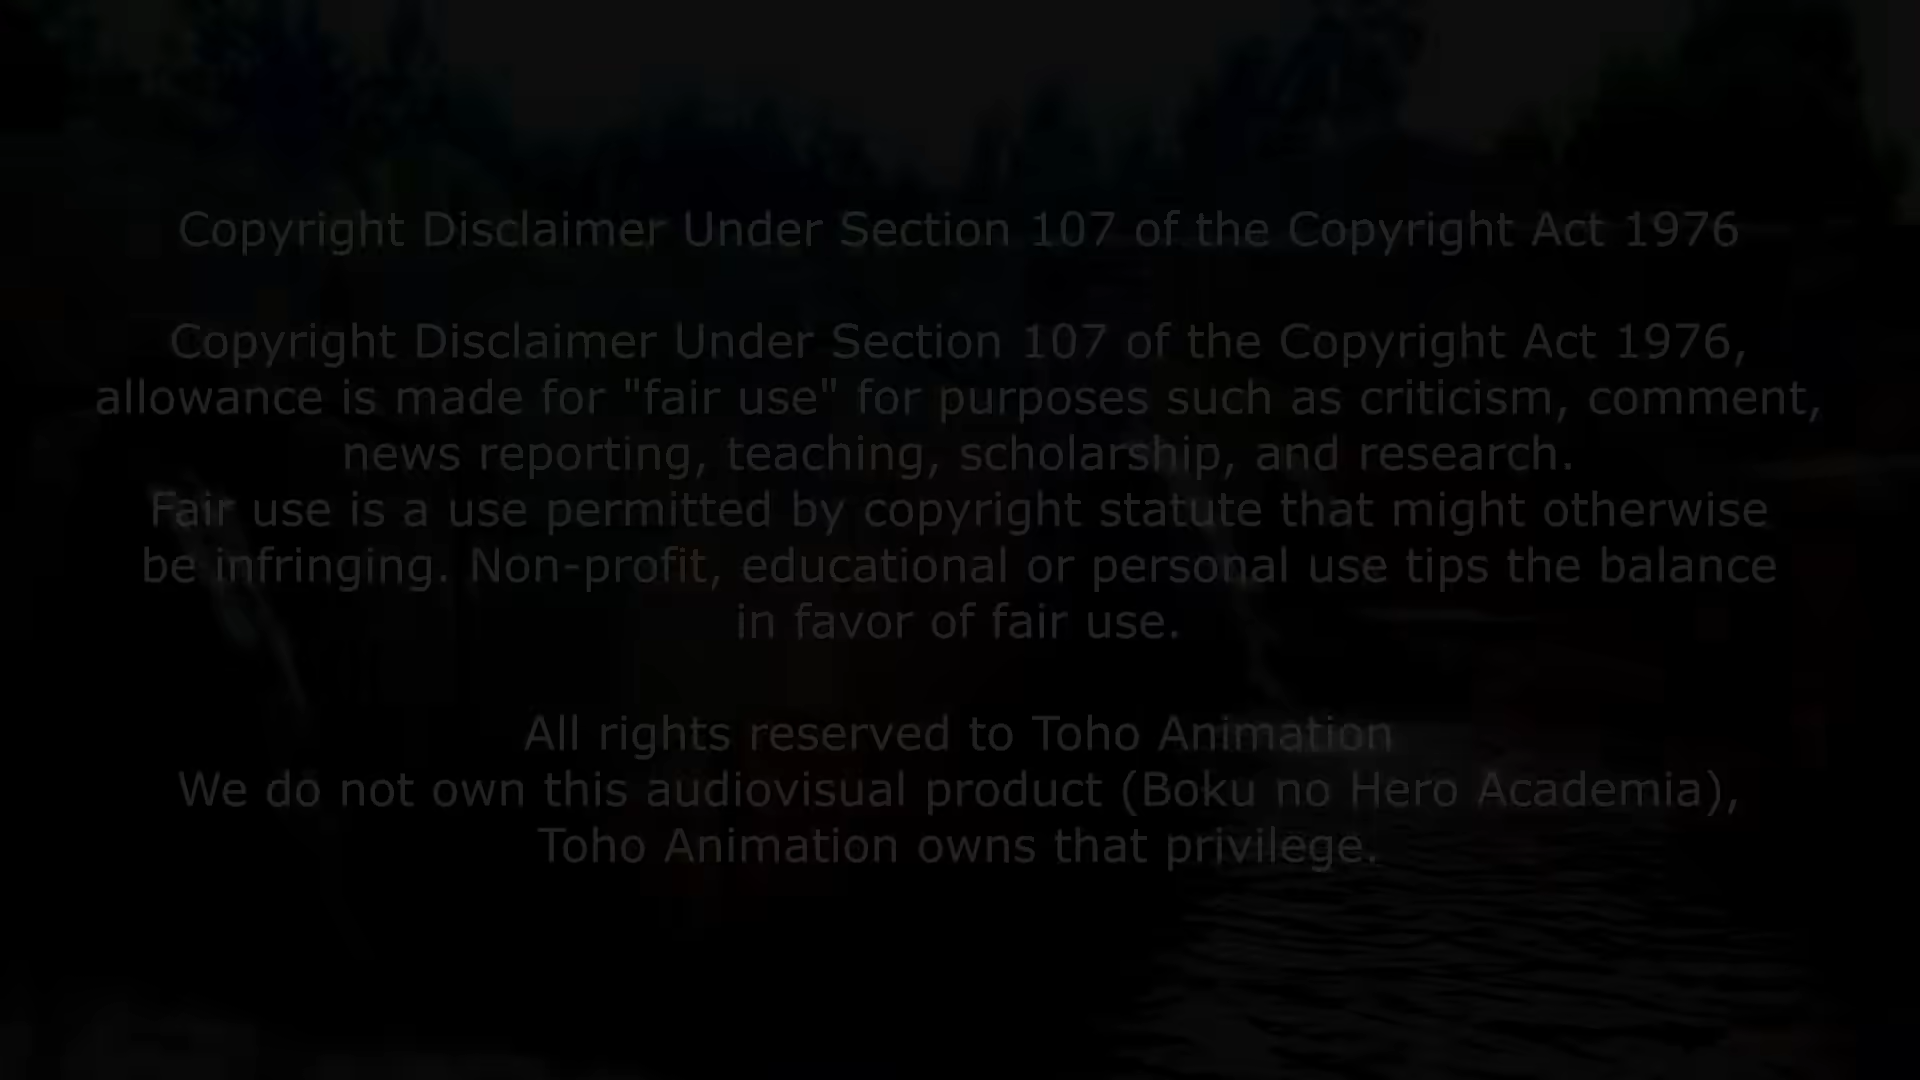 Copyright Disclaimer Under Section 107 of the Copyright Act 1976
Copyright Disclaimer Under Section 107 of the Copyright Act 1976,
allowance is made for "fair use" for purposes such as criticism, comment,
news reporting, teaching, scholarship, and research.
Fair use is a use permitted by copyright statute that might otherwise
be infringing. Non-profit, educational or personal use tips the balance
in favor of fair use.
All rights reserved to Toho Animation
We do not own this audiovisual product (Boku no Hero Academia),
Toho Animation owns that privilege.